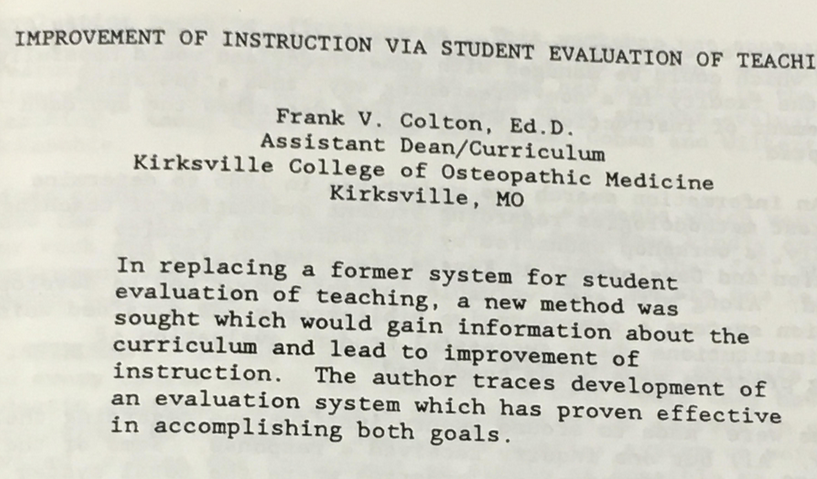 IMPROVEMENT OF INSTRUCTION VIA STUDENT EVALUATION OF TEACHI
Frank V. Colton, Ed.D.
Assistant Dean/Curriculum
Kirksville College of Osteopathic Medicine
Kirksville, MO
In replacing a former system for student
evaluation of teaching, a new method was
sought which would gain information about the
curriculum and lead to improvement of
instruction.  The author traces development of
an evaluation system which has proven effective
in accomplishing both goals.